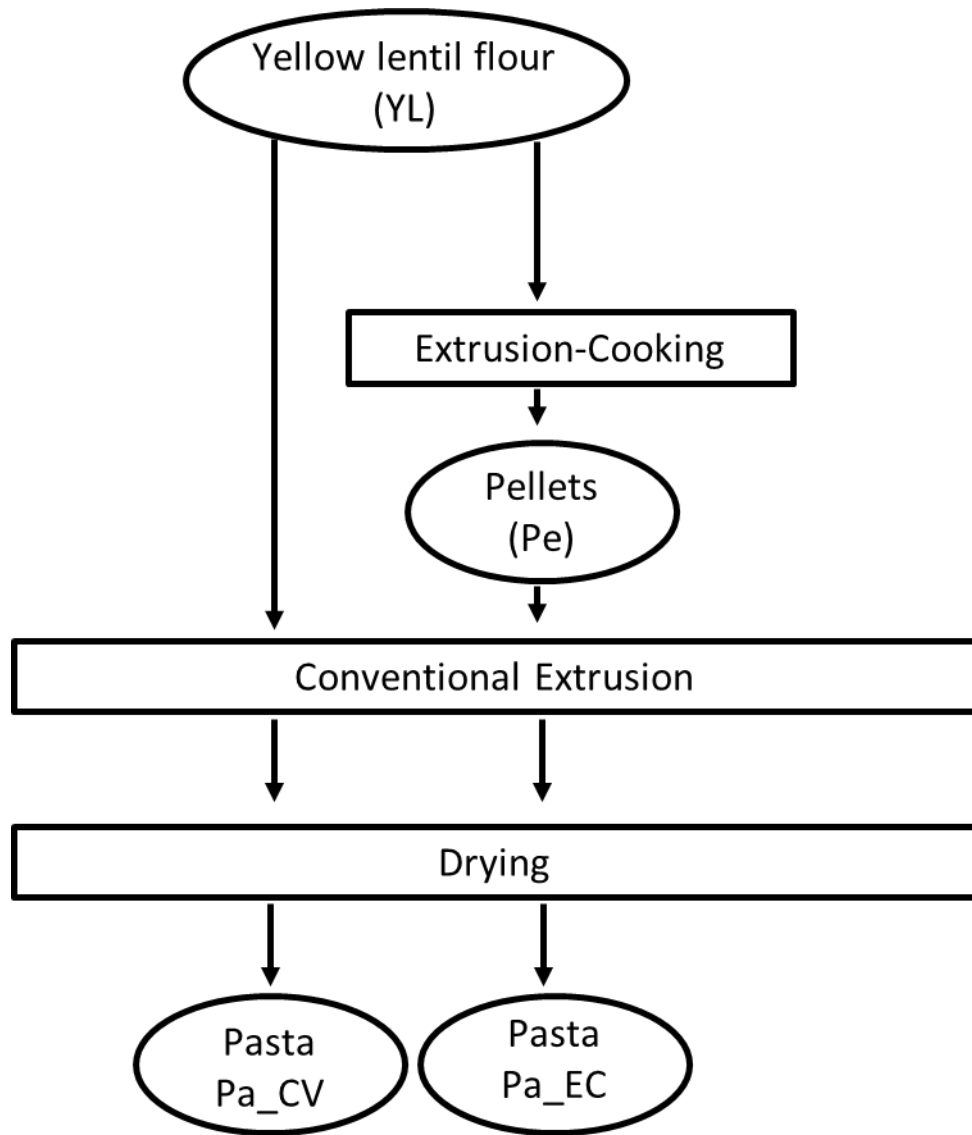 Yellow lentil flour
(YL)
Extrusion-Cooking
Pellets
(Pe)
Conventional Extrusion
Drying
Pasta
Pa_CV
Pasta
Pa_EC